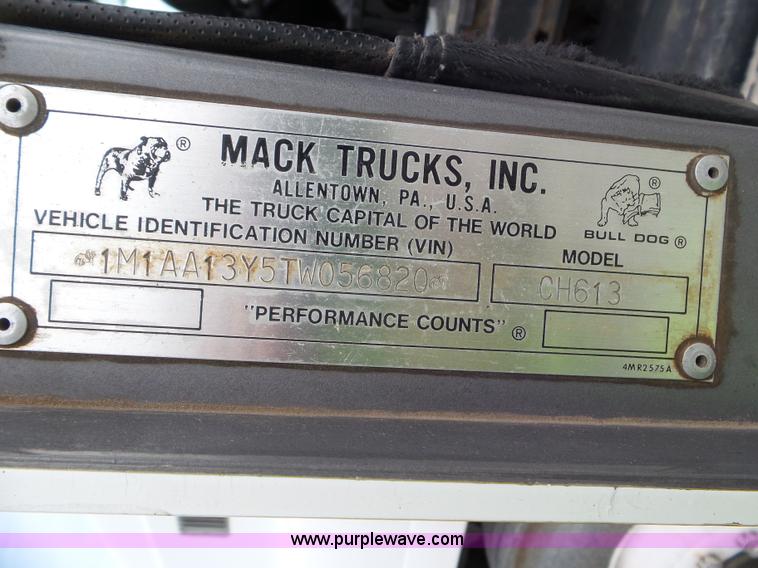 MACK TRUCKS, INC.
ALLENTOWN, PA., U.S.A.
THE TRUCK CAPITAL OF THE WORLD
BULL DOG ®
VEHICLE IDENTIFICATION NUMBER (VIN) MODEL
1M1AA13Y5TW056820 CH613
"PERFORMANCE COUNTS" ®
4MR2575A
www.purplewave.com